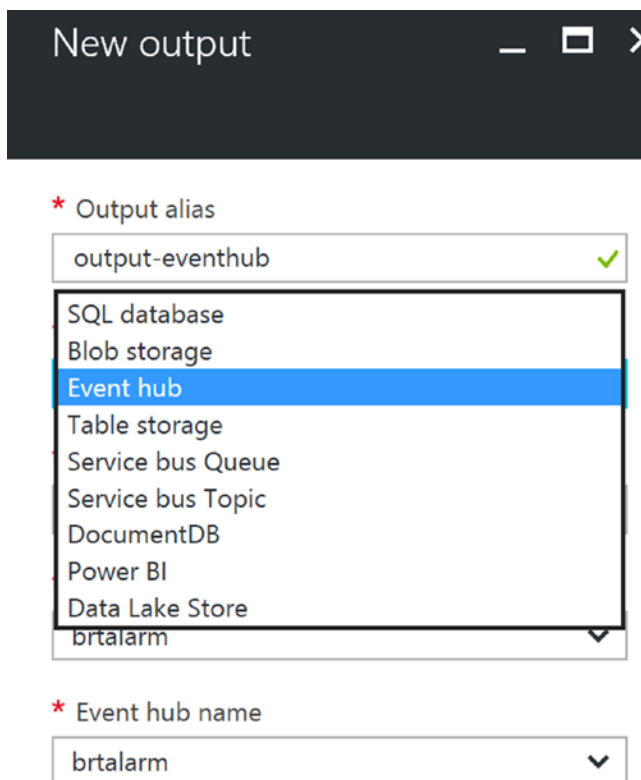 New output
* Output alias
output-eventhub
SQL database
Blob storage
Event hub
Table storage
Service bus Queue
Service bus Topic
DocumentDB
Power BI
Data Lake Store
brtalarm
* Event hub name
brtalarm